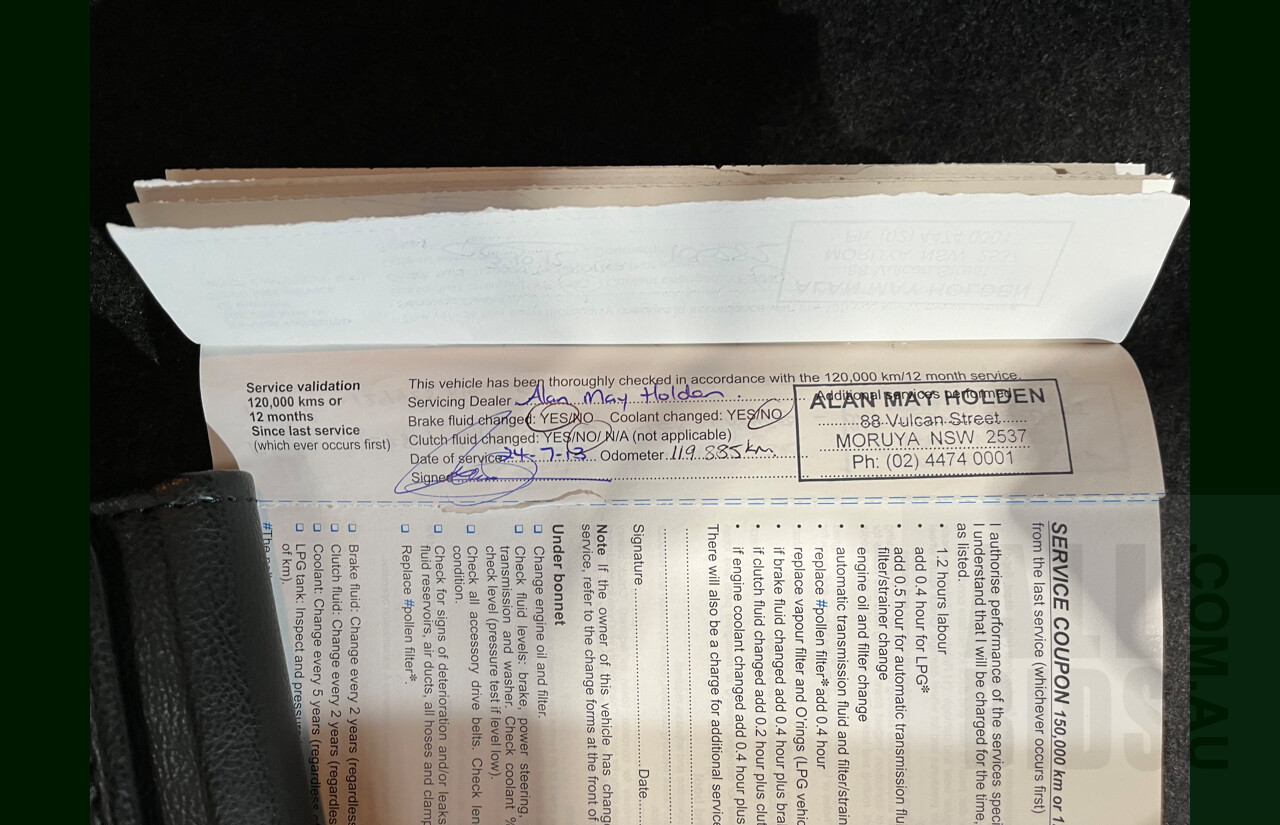 Service validation
120,000 kms or
12 months
Since last service
(which ever occurs first)
This vehicle has been thoroughly checked in accordance with the 120,000 km/12 month service.
Servicing Dealer Alan May Holden.
Additional services performed
Brake fluid changed: YES/NO Coolant changed: YES/NO
Clutch fluid changed: YES/NO/ N/A (not applicable)
Date of service 24-7-13 Odometer 119 885km
Signed
ALAN MAY HOLDEN
88 Vulcan Street
MORUYA NSW 2537
Ph: (02) 4474 0001
SERVICE COUPON 150,000 km or
from the last service (whichever occurs first)
I authorise performance of the services
I understand that I will be charged for the time,
as listed.
• 1.2 hours labour
• add 0.4 hour for LPG*
• add 0.5 hour for automatic transmission
filter/strainer change
• engine oil and filter change
• automatic transmission fluid and
• replace #pollen filter* add 0.4 hour
• replace vapour filter and O'rings (LPG
• if brake fluid changed add 0.4 hour plus
• if clutch fluid changed add 0.2 hour plus
• if engine coolant changed add 0.4 hour plus
There will also be a charge for additional
Signature Date
Note If the owner of this vehicle has
service, refer to the change forms at the front of
Under bonnet
Change engine oil and filter.
Check fluid levels: brake, power steering,
transmission and washer. Check coolant %
check level (pressure test if level low).
Check all accessory drive belts. Check
condition.
Check for signs of deterioration and/or leaks
fluid reservoirs, air ducts, all hoses and
Replace #pollen filter*.
Brake fluid: Change every 2 years (regardless
Clutch fluid: Change every 2 years (regardless
Coolant: Change every 5 years (regardless
LPG tank: Inspect and
of km).
#The
.COM.AU